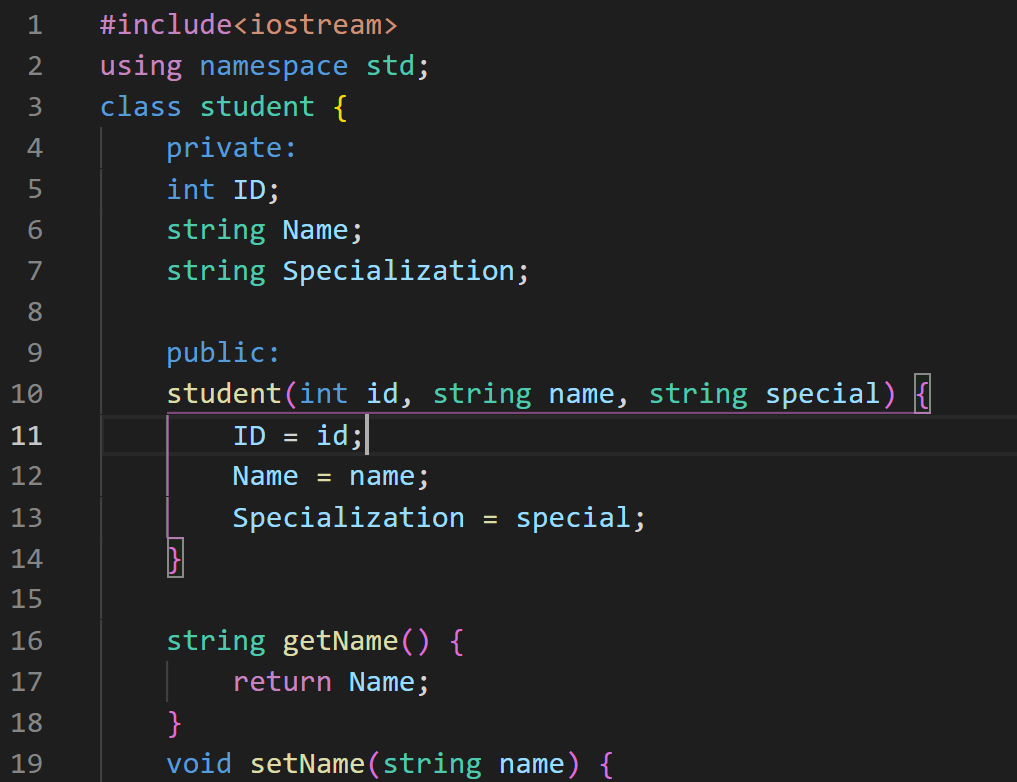 1 #include<iostream>
2 using namespace std;
3 class student {
4 private:
5 int ID;
6 string Name;
7 string Specialization;
8
9 public:
10 student(int id, string name, string special) {
11 ID = id;
12 Name = name;
13 Specialization = special;
14 }
15
16 string getName() {
17 return Name;
18 }
19 void setName(string name) {